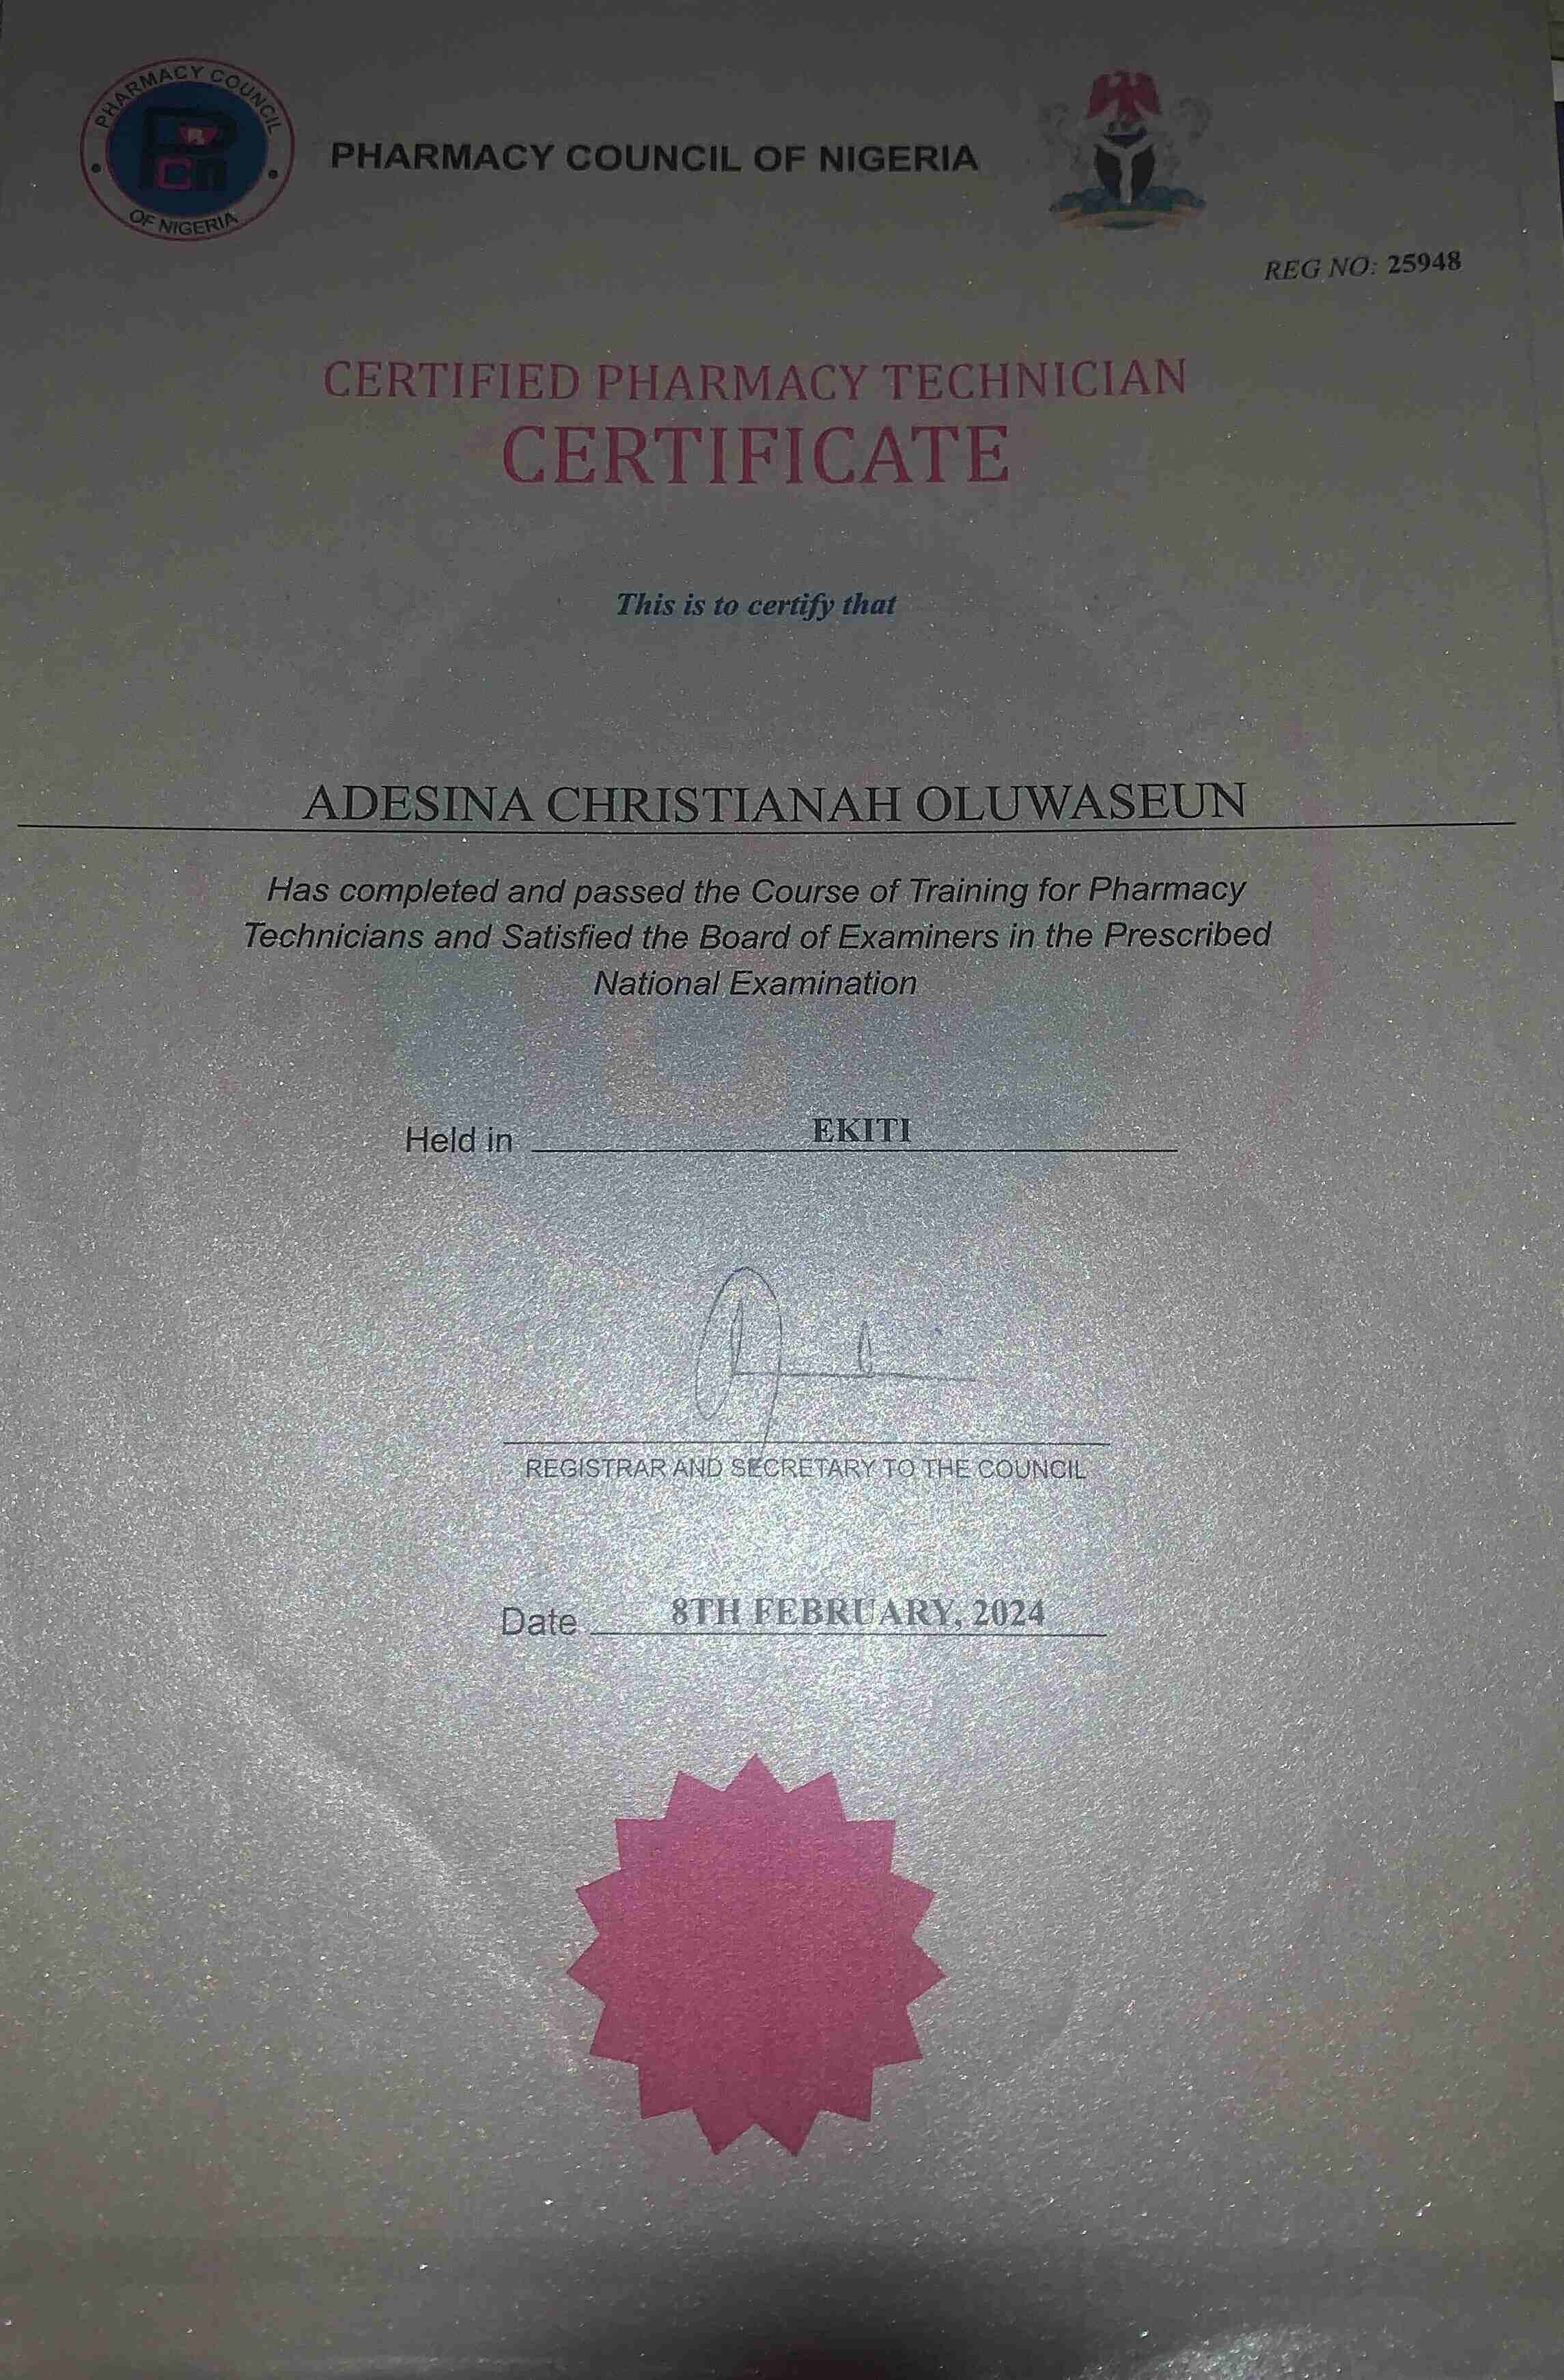 PHARMACY COUNCIL
OF NIGERIA
PHARMACY COUNCIL OF NIGERIA
REG NO: 25948
CERTIFIED PHARMACY TECHNICIAN
CERTIFICATE
This is to certify that
ADESINA CHRISTIANAH OLUWASEUN
Has completed and passed the Course of Training for Pharmacy
Technicians and Satisfied the Board of Examiners in the Prescribed
National Examination
Held in EKITI
REGISTRAR AND SECRETARY TO THE COUNCIL
Date 8TH FEBRUARY, 2024